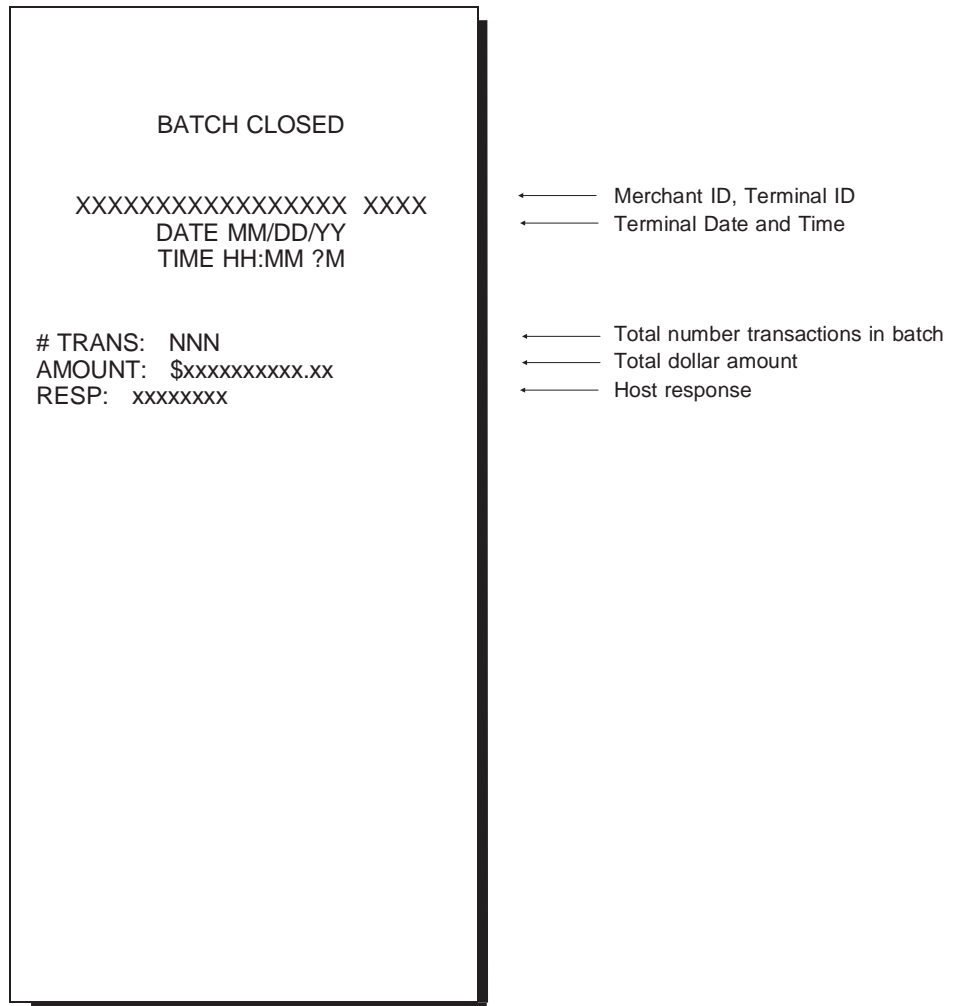 BATCH CLOSED
XXXXXXXXXXXXXXXXX XXXX
DATE MM/DD/YY
TIME HH:MM ?M
# TRANS: NNN
AMOUNT: $xxxxxxxxxx.xx
RESP: xxxxxxxx
Merchant ID, Terminal ID
Terminal Date and Time
Total number transactions in batch
Total dollar amount
Host response